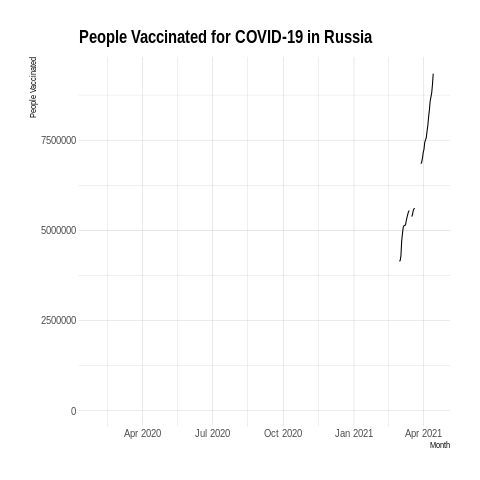 People Vaccinated for COVID-19 in Russia
People Vaccinated
7500000
5000000
2500000
0
Apr 2020 Jul 2020 Oct 2020 Jan 2021 Apr 2021
Month